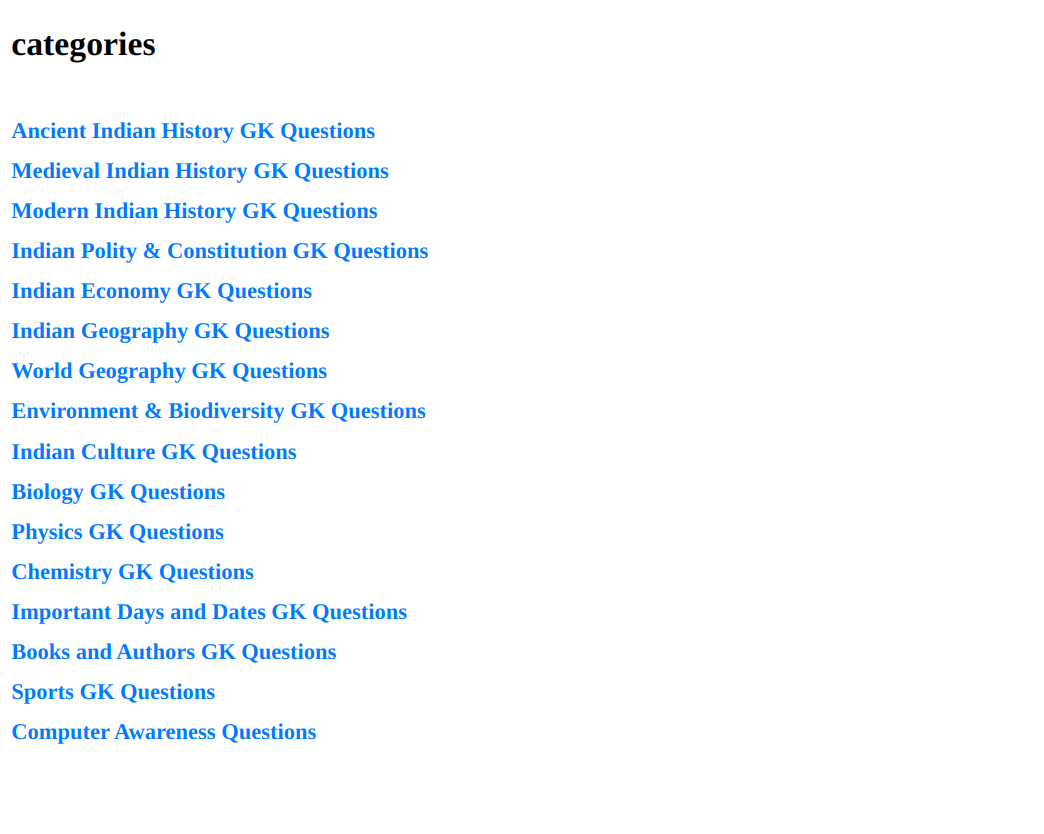 categories
Ancient Indian History GK Questions
Medieval Indian History GK Questions
Modern Indian History GK Questions
Indian Polity & Constitution GK Questions
Indian Economy GK Questions
Indian Geography GK Questions
World Geography GK Questions
Environment & Biodiversity GK Questions
Indian Culture GK Questions
Biology GK Questions
Physics GK Questions
Chemistry GK Questions
Important Days and Dates GK Questions
Books and Authors GK Questions
Sports GK Questions
Computer Awareness Questions